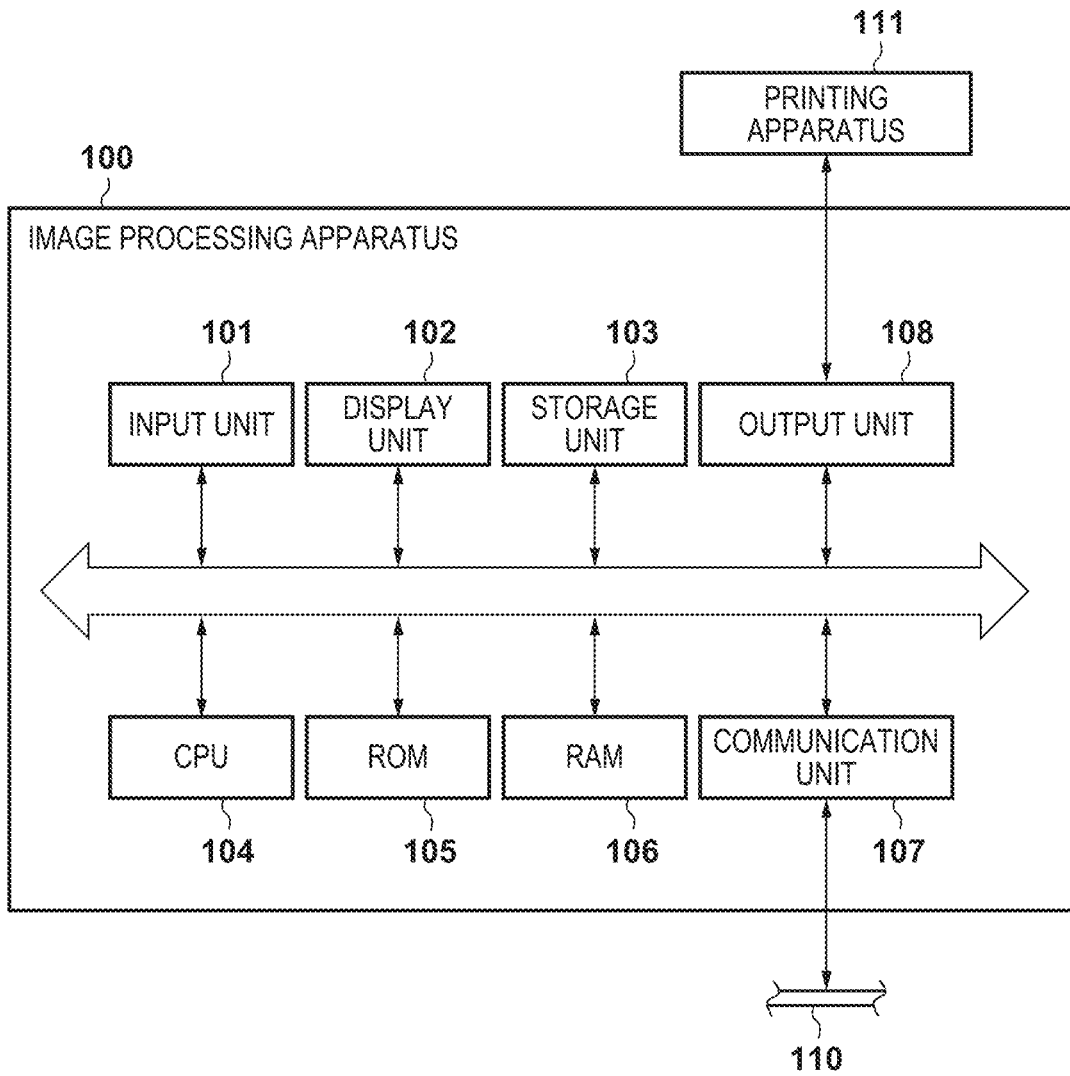 111
PRINTING
APPARATUS
100
IMAGE PROCESSING APPARATUS
101
102
103
108
INPUT UNIT
DISPLAY
UNIT
STORAGE
UNIT
OUTPUT UNIT
CPU
ROM
RAM
COMMUNICATION
UNIT
104
105
106
107
110